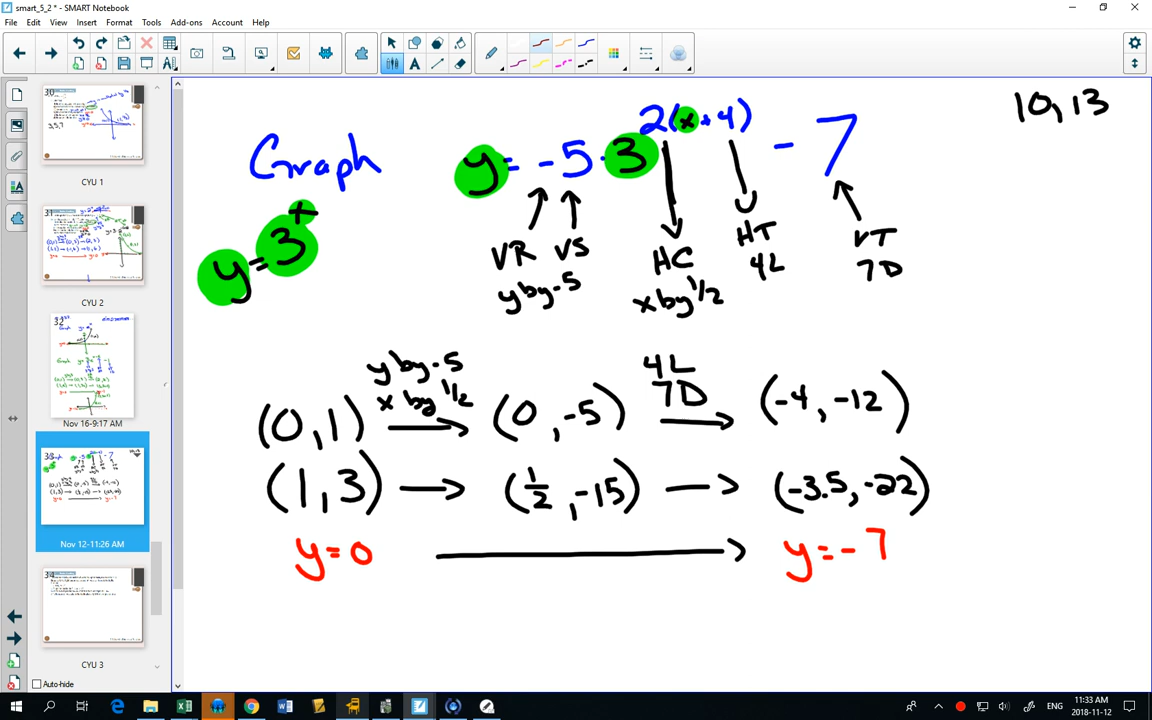 smart_5_2 * - SMART Notebook
File Edit View Insert Format Tools Add-ons Account Help
10, 13
Graph y = -5 · 3^2(x+4) - 7
y = 3^x
VR VS HC HT VT
y by -5 x by 1/2 4L 7D
y by -5 4L
x by 1/2 7D
(0, 1) → (0, -5) → (-4, -12)
(1, 3) → (1/2, -15) → (-3.5, -22)
y = 0 → y = -7
CYU 1
CYU 2
Nov 16-9:17 AM
Nov 12-11:26 AM
CYU 3
Auto-hide
ENG
11:33 AM
2018-11-12